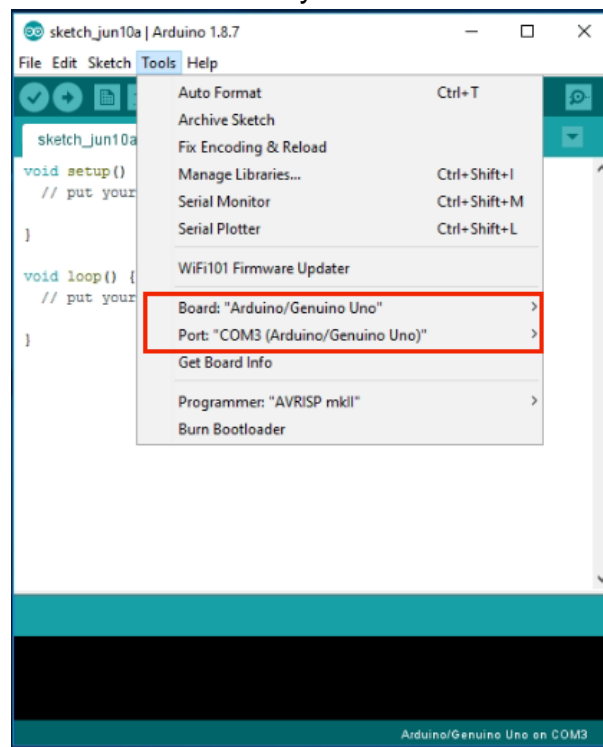 sketch_jun10a | Arduino 1.8.7
File Edit Sketch Tools Help
sketch_jun10a
void setup()
// put your
}
void loop() {
// put your
}
Auto Format Ctrl+T
Archive Sketch
Fix Encoding & Reload
Manage Libraries... Ctrl+Shift+I
Serial Monitor Ctrl+Shift+M
Serial Plotter Ctrl+Shift+L
WiFi101 Firmware Updater
Board: "Arduino/Genuino Uno"
Port: "COM3 (Arduino/Genuino Uno)"
Get Board Info
Programmer: "AVRISP mkII"
Burn Bootloader
Arduino/Genuino Uno on COM3